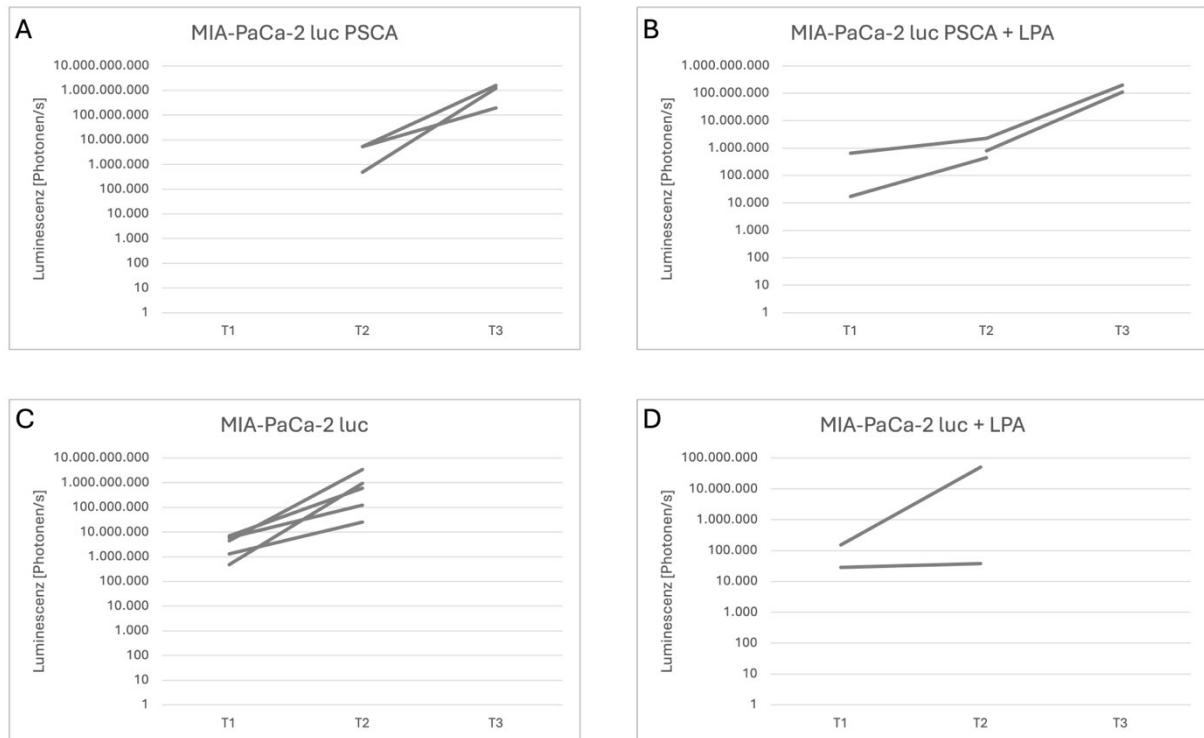 A
MIA-PaCa-2 luc PSCA
Luminescenz [Photonen/s]
10.000.000.000
1.000.000.000
100.000.000
10.000.000
1.000.000
100.000
10.000
1.000
100
10
1
T1 T2 T3
B
MIA-PaCa-2 luc PSCA + LPA
Luminescenz [Photonen/s]
1.000.000.000
100.000.000
10.000.000
1.000.000
100.000
10.000
1.000
100
10
1
T1 T2 T3
C
MIA-PaCa-2 luc
Luminescenz [Photonen/s]
10.000.000.000
1.000.000.000
100.000.000
10.000.000
1.000.000
100.000
10.000
1.000
100
10
1
T1 T2 T3
D
MIA-PaCa-2 luc + LPA
Luminescenz [Photonen/s]
100.000.000
10.000.000
1.000.000
100.000
10.000
1.000
100
10
1
T1 T2 T3